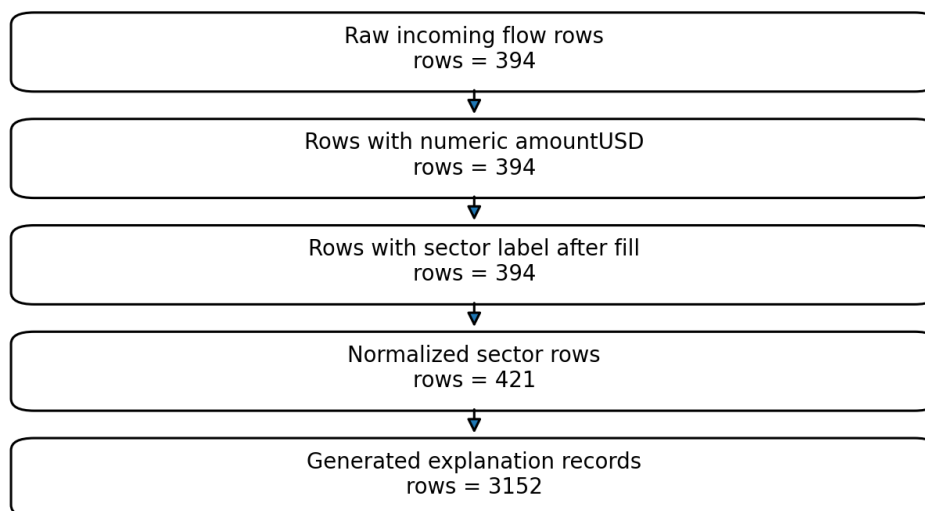 Raw incoming flow rows
rows = 394
Rows with numeric amountUSD
rows = 394
Rows with sector label after fill
rows = 394
Normalized sector rows
rows = 421
Generated explanation records
rows = 3152